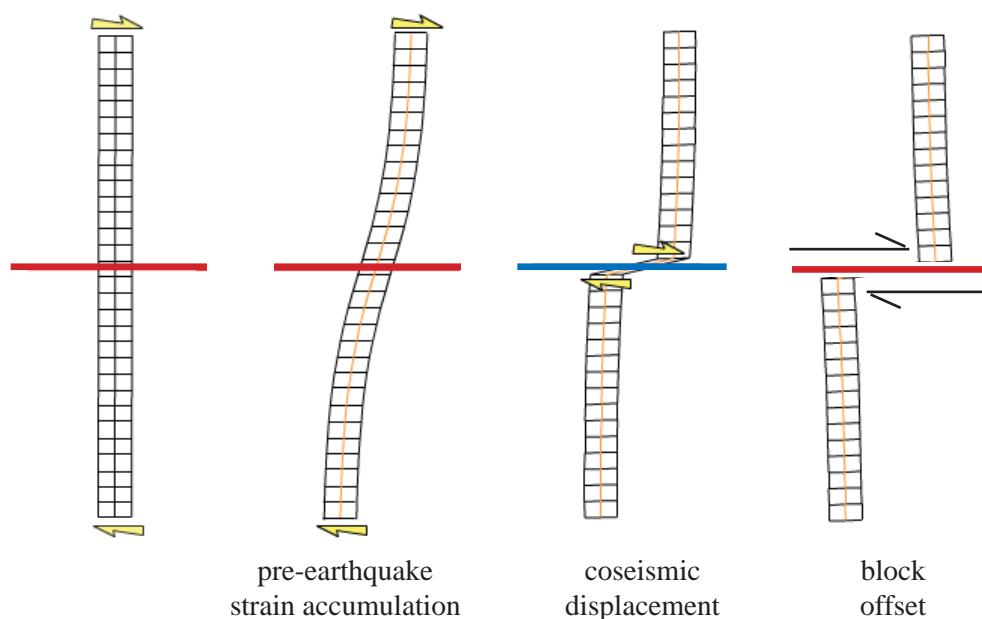 pre-earthquake
strain accumulation
coseismic
displacement
block
offset